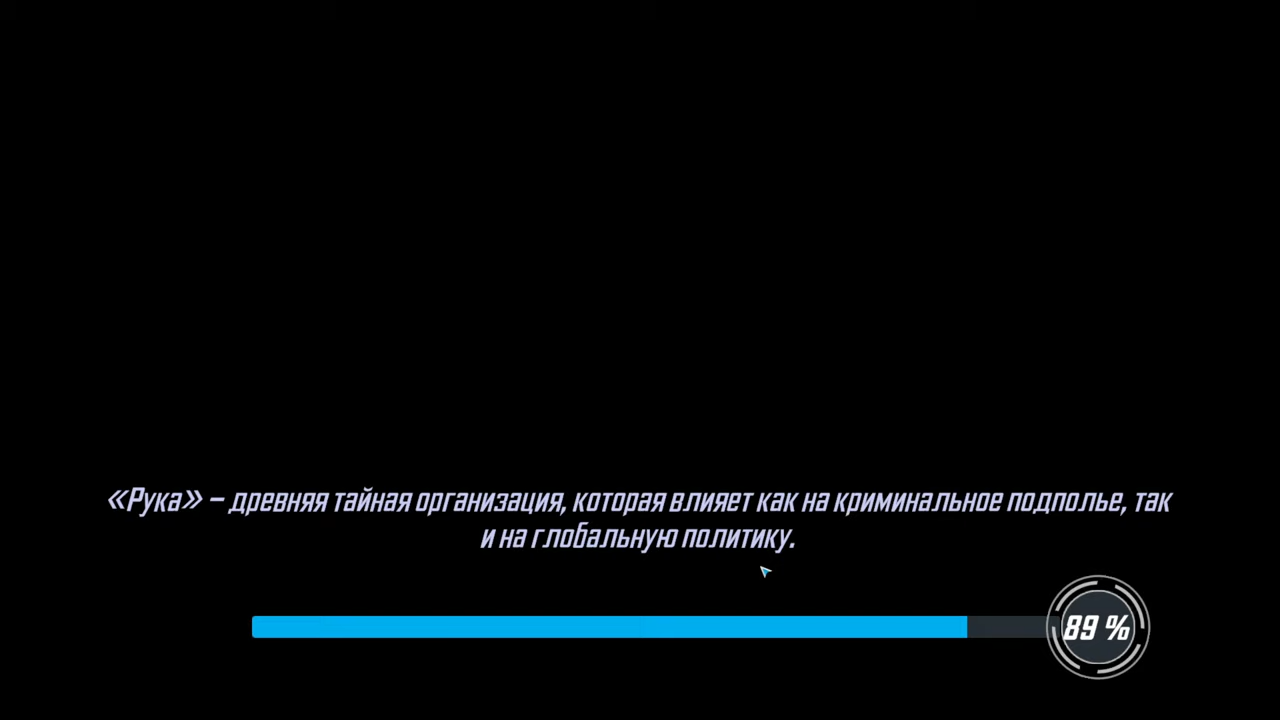 «Рука» – древняя тайная организация, которая влияет как на криминальное подполье, так
и на глобальную политику.
89 %